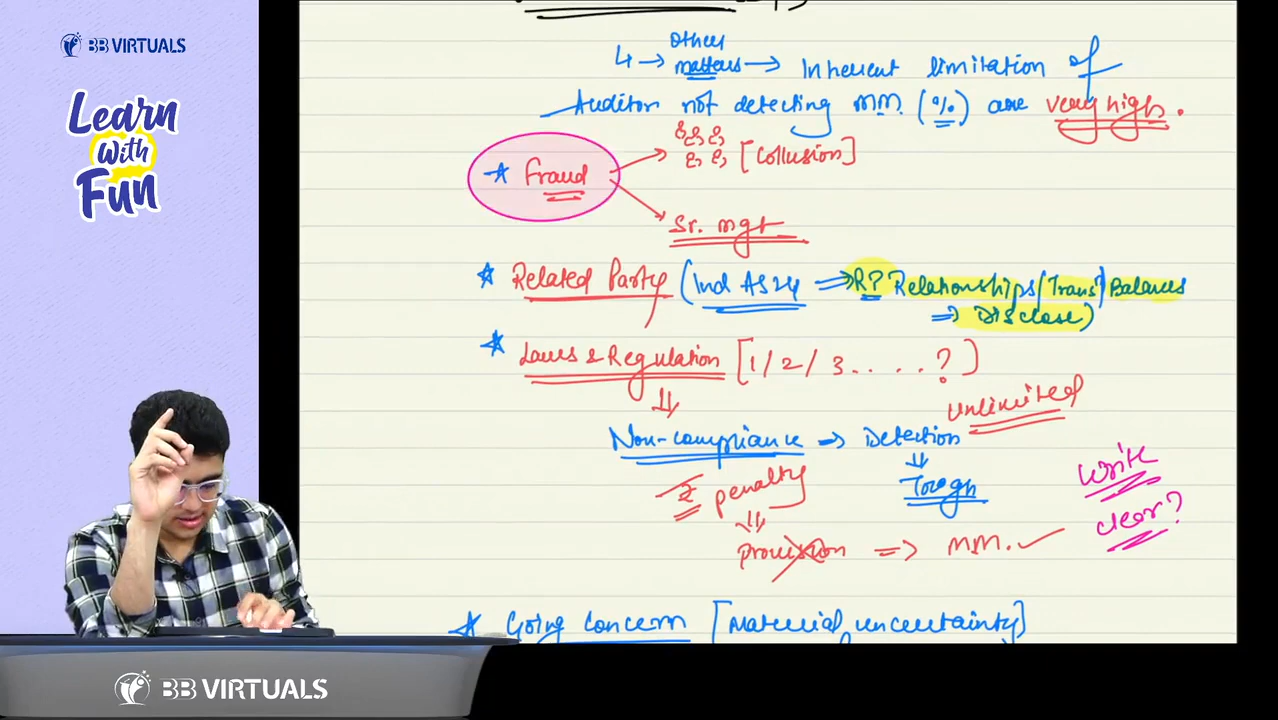 BB VIRTUALS
Learn
With
Fun
4 → Other
matters → Inherent limitation of
Auditor not detecting MM. (%) are very high.
* Fraud
[Collusion]
Sr. mgt
* Related Party (Ind AS 24 ⇒ RP? Relationships/Transⁿ/Balances
⇒ Disclose)
* Laws & Regulation [1/2/3.....?]
unlimited
Non-compliance → Detection
Tough
₹ penalty
provision ⇒ M.M. ✓
Write
clear?
* Going Concern [Material uncertainty]
BB VIRTUALS